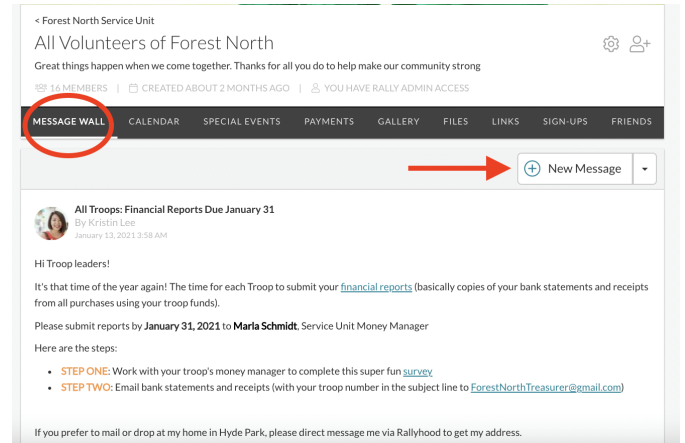 < Forest North Service Unit
All Volunteers of Forest North
Great things happen when we come together. Thanks for all you do to help make our community strong
16 MEMBERS | CREATED ABOUT 2 MONTHS AGO | YOU HAVE RALLY ADMIN ACCESS
MESSAGE WALL CALENDAR SPECIAL EVENTS PAYMENTS GALLERY FILES LINKS SIGN-UPS FRIENDS
New Message
All Troops: Financial Reports Due January 31
By Kristin Lee
January 13, 2021 3:58 AM
Hi Troop leaders!
It's that time of the year again! The time for each Troop to submit your financial reports (basically copies of your bank statements and receipts
from all purchases using your troop funds).
Please submit reports by January 31, 2021 to Marla Schmidt, Service Unit Money Manager
Here are the steps:
• STEP ONE: Work with your troop's money manager to complete this super fun survey
• STEP TWO: Email bank statements and receipts (with your troop number in the subject line to ForestNorthTreasurer@gmail.com)
If you prefer to mail or drop at my home in Hyde Park, please direct message me via Rallyhood to get my address.